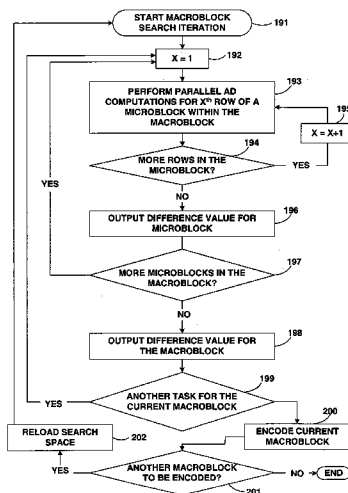 START MACROBLOCK
SEARCH ITERATION
191
X = 1
192
193
PERFORM PARALLEL AD
COMPUTATIONS FOR Xth ROW OF A
MICROBLOCK WITHIN THE
MACROBLOCK
195
X = X+1
194
MORE ROWS IN THE
MICROBLOCK?
YES
YES
NO
196
OUTPUT DIFFERENCE VALUE FOR
MICROBLOCK
197
MORE MICROBLOCKS IN THE
MACROBLOCK?
NO
198
OUTPUT DIFFERENCE VALUE FOR
THE MACROBLOCK
199
ANOTHER TASK FOR THE
CURRENT MACROBLOCK
YES
200
ENCODE CURRENT
MACROBLOCK
RELOAD SEARCH
SPACE
202
ANOTHER MACROBLOCK
TO BE ENCODED?
YES
NO
END
201